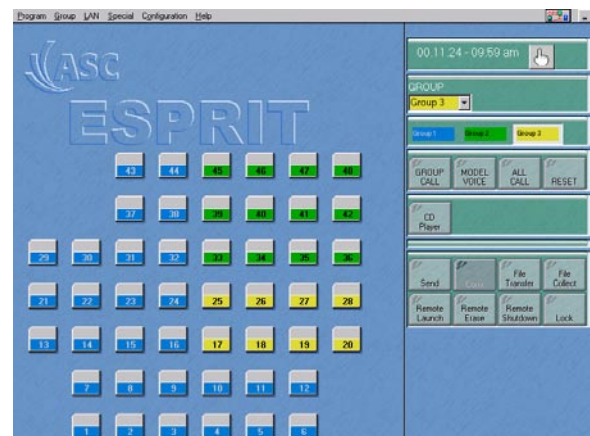 Program Group LAN Special Configuration Help
ASC
ESPRIT
00.11.24 - 09:59 am
GROUP
Group 3
Group 1 Group 2 Group 3
GROUP CALL MODEL VOICE ALL CALL RESET
CD Player
Send File Transfer File Collect
Remote Launch Remote Erase Remote Shutdown Lock
43 44 45 46 47 48
37 38 39 40 41 42
29 30 31 32 33 34 35 36
21 22 23 24 25 26 27 28
13 14 15 16 17 18 19 20
7 8 9 10 11 12
1 2 3 4 5 6